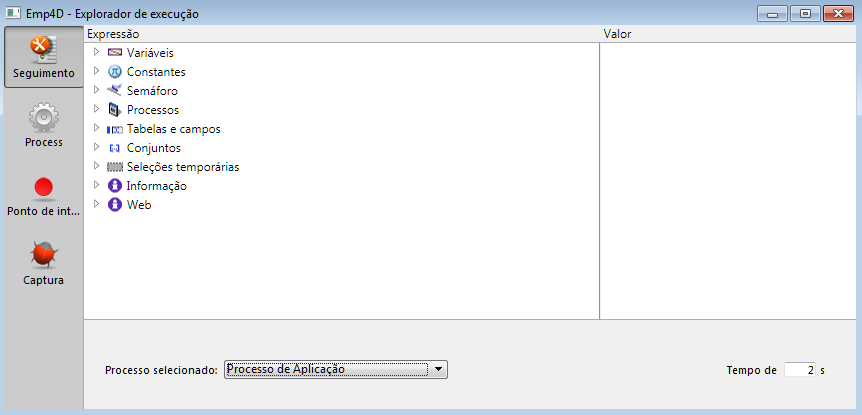 Emp4D - Explorador de execução
Expressão
Valor
Seguimento
Process
Ponto de int...
Captura
Variáveis
Constantes
Semáforo
Processos
Tabelas e campos
Conjuntos
Seleções temporárias
Informação
Web
Processo selecionado: Processo de Aplicação
Tempo de 2 s